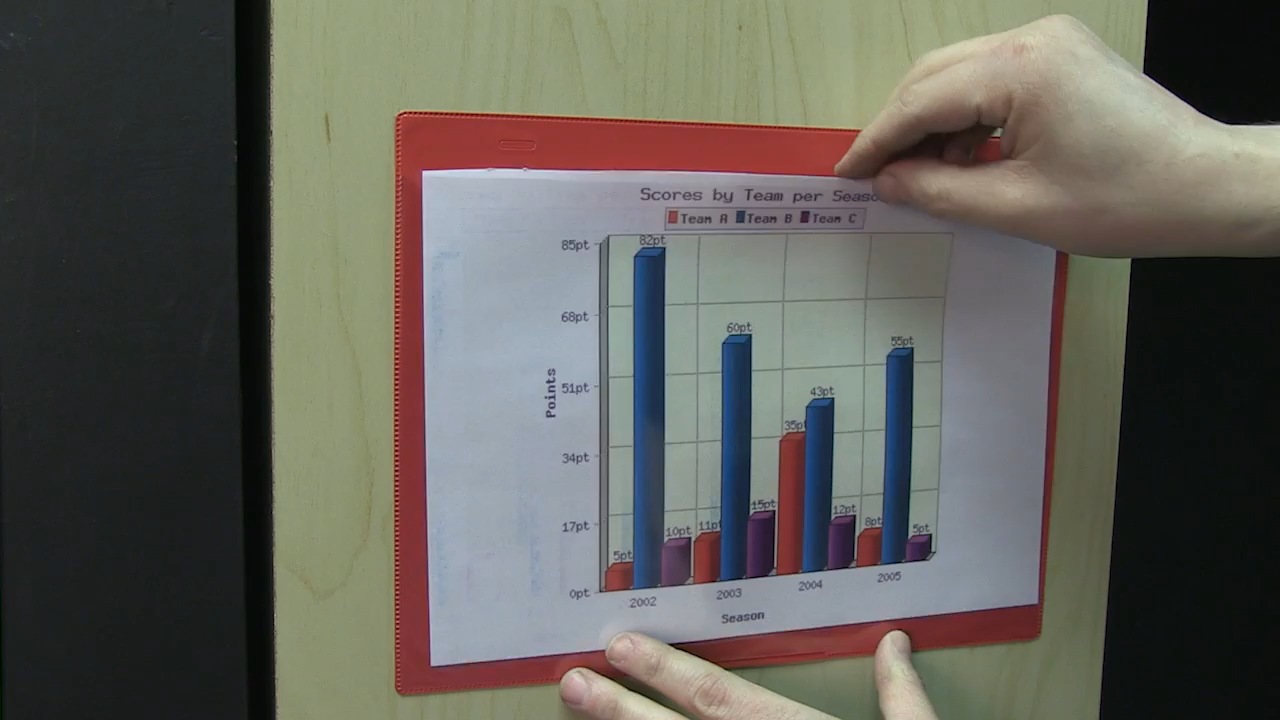 Scores by Team per Seaso
Team A Team B Team C
85pt
68pt
51pt
34pt
17pt
0pt
Points
82pt
60pt
55pt
43pt
35pt
15pt
12pt
10pt
11pt
8pt
5pt
5pt
2002 2003 2004 2005
Season